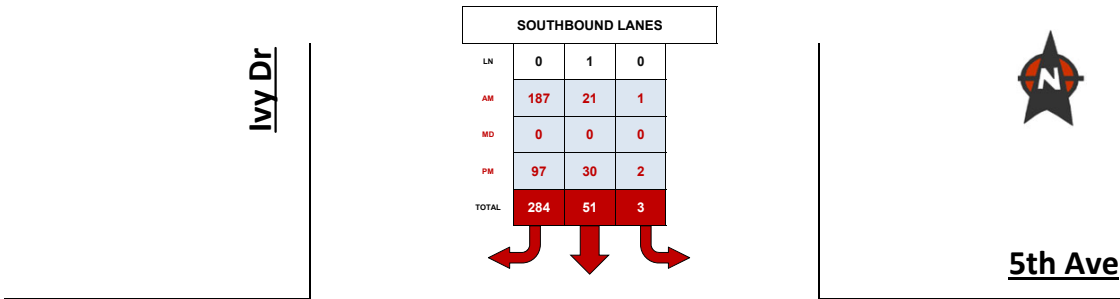 SOUTHBOUND LANES
Ivy Dr
LN 0 1 0
N
AM 187 21 1
MD 0 0 0
PM 97 30 2
TOTAL 284 51 3
5th Ave